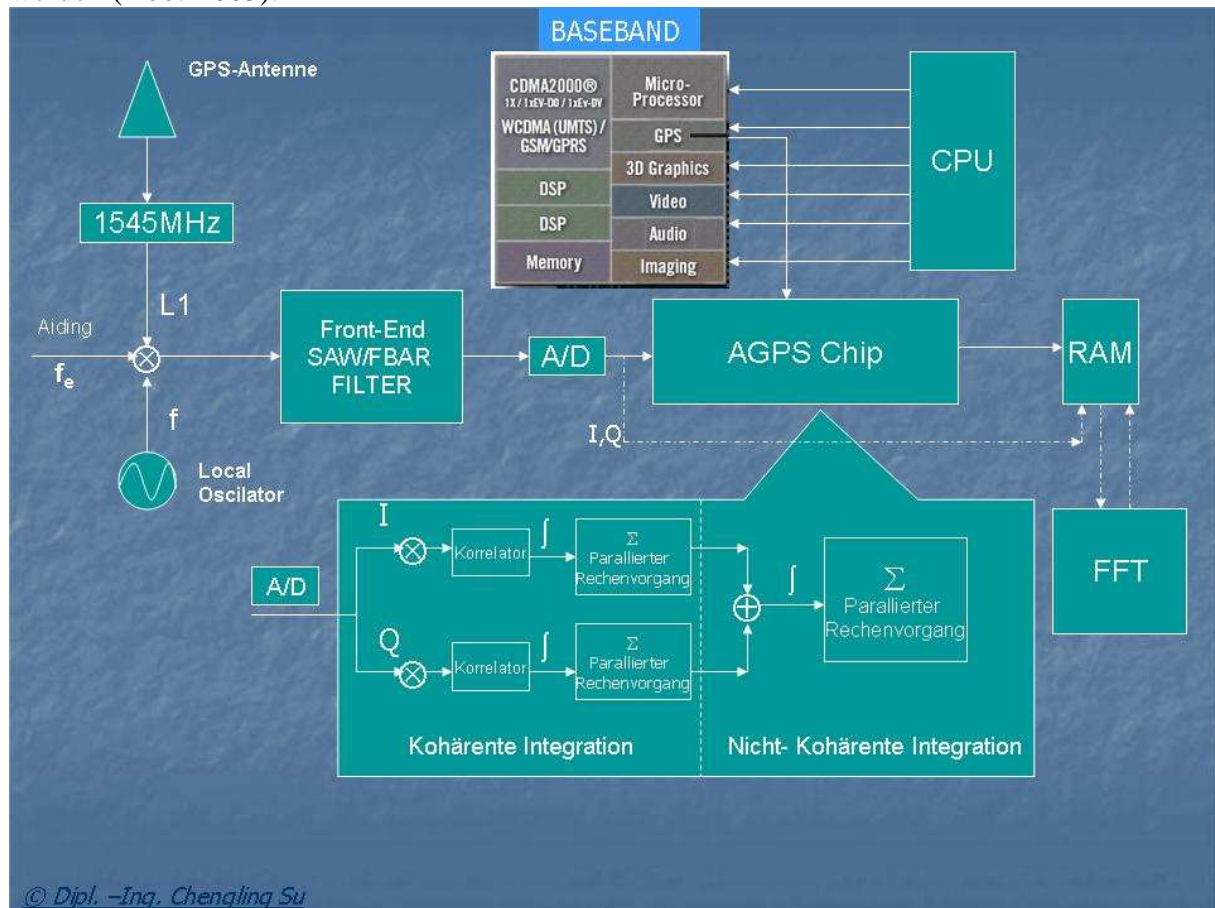 BASEBAND
GPS-Antenne
CDMA2000®
1X / 1xEV-DO / 1xEv-DV
WCDMA (UMTS) /
GSM/GPRS
DSP
DSP
Memory
Micro-
Processor
GPS
3D Graphics
Video
Audio
Imaging
CPU
1545MHz
L1
Aiding
fe
f
Local
Oscilator
Front-End
SAW/FBAR
FILTER
A/D
I,Q
AGPS Chip
RAM
FFT
A/D
I
Korrelator
∫
Σ
Parallierter
Rechenvorgang
Q
Korrelator
∫
Σ
Parallierter
Rechenvorgang
∫
Σ
Parallierter
Rechenvorgang
Kohärente Integration
Nicht- Kohärente Integration
© Dipl. –Ing. Chengling Su